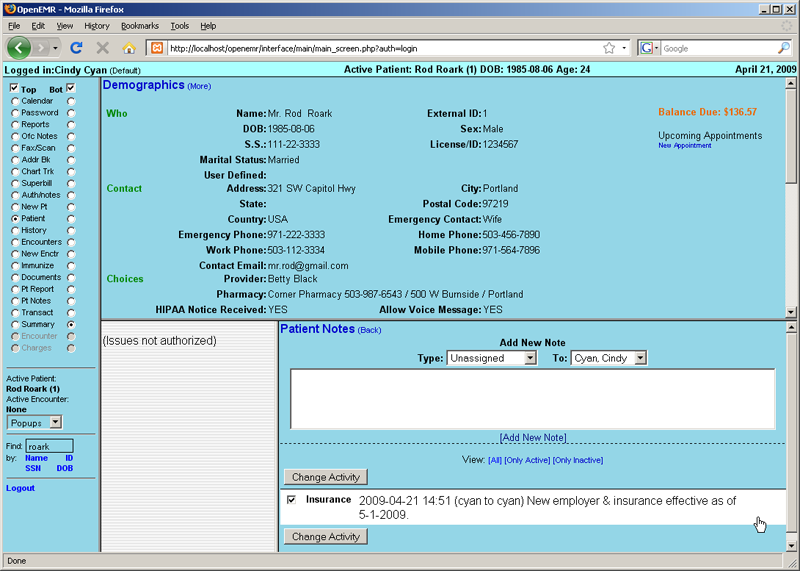 OpenEMR - Mozilla Firefox
File Edit View History Bookmarks Tools Help
http://localhost/openemr/interface/main/main_screen.php?auth=login
Google
Logged in:Cindy Cyan (Default)
Active Patient: Rod Roark (1) DOB: 1985-08-06 Age: 24
April 21, 2009
Top Bot
Calendar
Password
Reports
Ofc Notes
Fax/Scan
Addr Bk
Chart Trk
Superbill
Auth/notes
New Pt
Patient
History
Encounters
New Enctr
Immunize
Documents
Pt Report
Pt Notes
Transact
Summary
Encounter
Charges
Active Patient:
Rod Roark (1)
Active Encounter:
None
Popups
Find: roark
by: Name ID
SSN DOB
Logout
Demographics (More)
Who Name: Mr. Rod Roark External ID: 1
DOB: 1985-08-06 Sex: Male
S.S.: 111-22-3333 License/ID: 1234567
Marital Status: Married
User Defined:
Contact Address: 321 SW Capitol Hwy City: Portland
State: Postal Code: 97219
Country: USA Emergency Contact: Wife
Emergency Phone: 971-222-3333 Home Phone: 503-456-7890
Work Phone: 503-112-3334 Mobile Phone: 971-564-7896
Contact Email: mr.rod@gmail.com
Choices Provider: Betty Black
Pharmacy: Corner Pharmacy 503-987-6543 / 500 W Burnside / Portland
HIPAA Notice Received: YES Allow Voice Message: YES
Balance Due: $136.57
Upcoming Appointments
New Appointment
(Issues not authorized)
Patient Notes (Back)
Add New Note
Type: Unassigned To: Cyan, Cindy
[Add New Note]
View: [All] [Only Active] [Only Inactive]
Change Activity
Insurance 2009-04-21 14:51 (cyan to cyan) New employer & insurance effective as of
5-1-2009.
Change Activity
Done